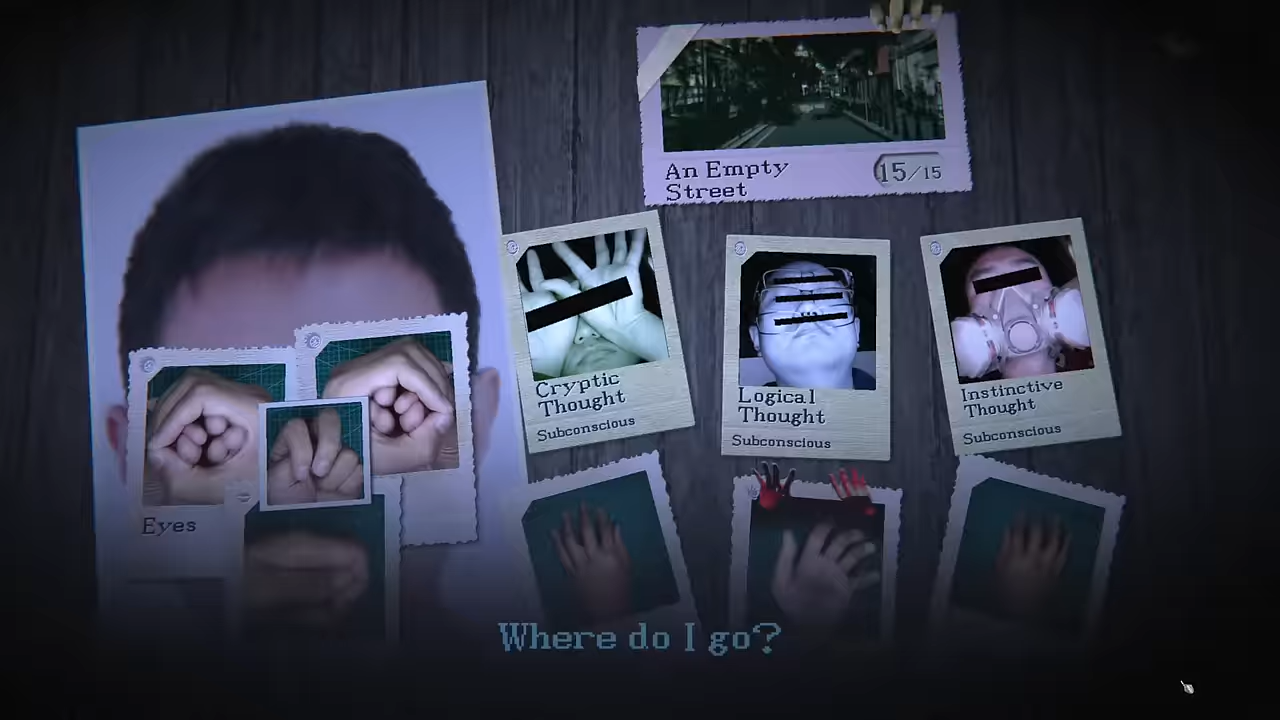 An Empty
Street
15/15
Cryptic
Thought
Subconscious
Logical
Thought
Subconscious
Instinctive
Thought
Subconscious
Eyes
Where do I go?